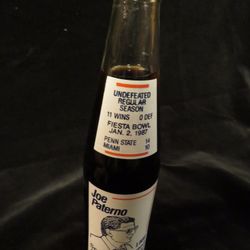 UNDEFEATED
REGULAR
SEASON
11 WINS 0 DEF
FIESTA BOWL
JAN. 2, 1987
PENN STATE 14
MIAMI 10
Joe
Paterno